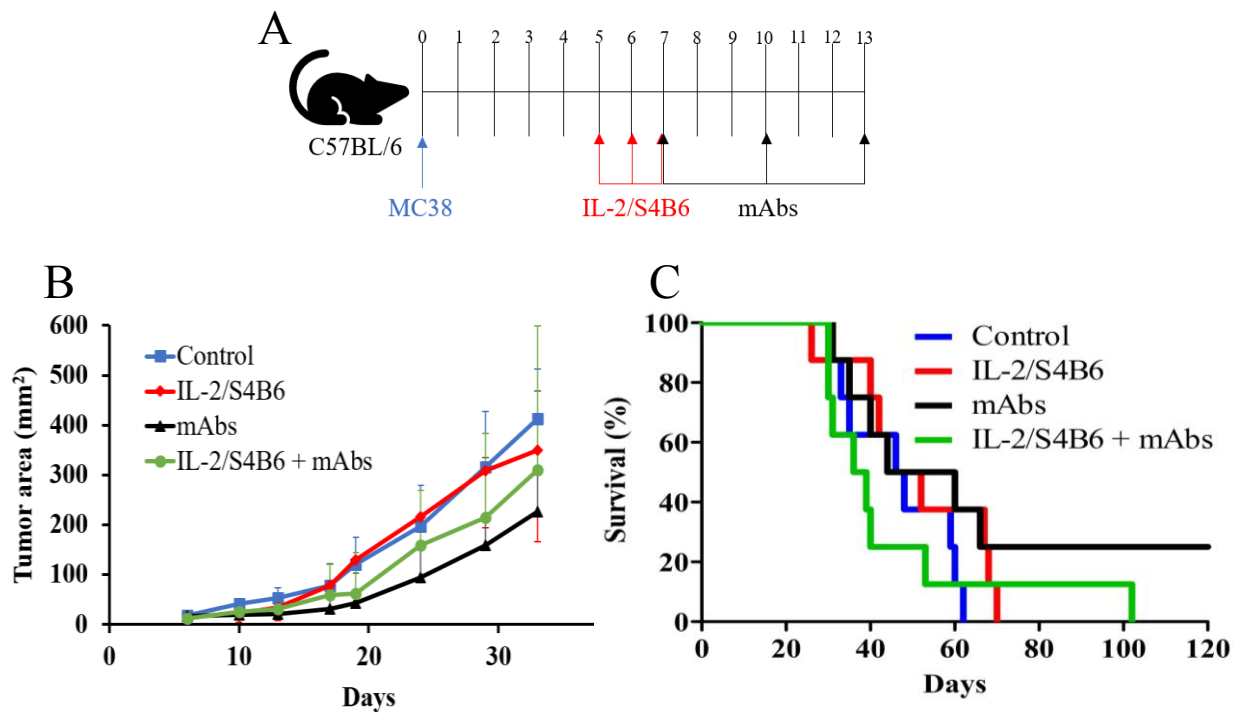 A
0 1 2 3 4 5 6 7 8 9 10 11 12 13
C57BL/6
MC38
IL-2/S4B6
mAbs
B
600
500
400
300
200
100
0
Tumor area (mm²)
Control
IL-2/S4B6
mAbs
IL-2/S4B6 + mAbs
0 10 20 30
Days
C
100
80
60
40
20
0
Survival (%)
Control
IL-2/S4B6
mAbs
IL-2/S4B6 + mAbs
0 20 40 60 80 100 120
Days